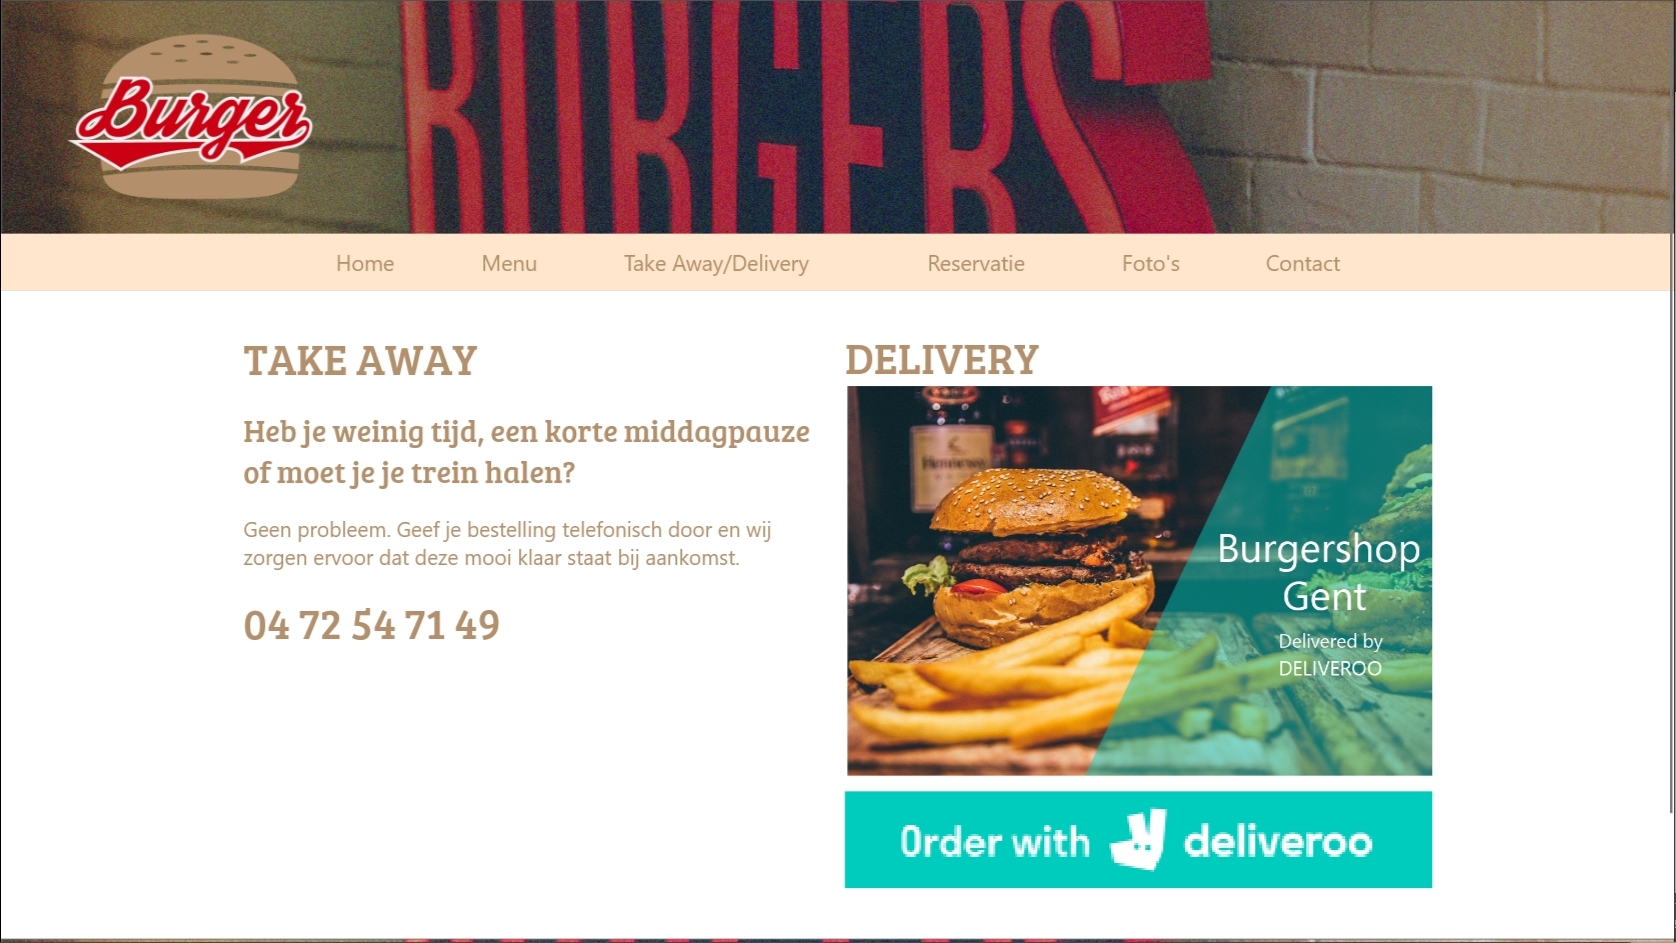 BURGERS
Burger
Home Menu Take Away/Delivery Reservatie Foto's Contact
TAKE AWAY
Heb je weinig tijd, een korte middagpauze
of moet je je trein halen?
Geen probleem. Geef je bestelling telefonisch door en wij
zorgen ervoor dat deze mooi klaar staat bij aankomst.
04 72 54 71 49
DELIVERY
Hennessy
Burgershop
Gent
Delivered by
DELIVEROO
Order with deliveroo